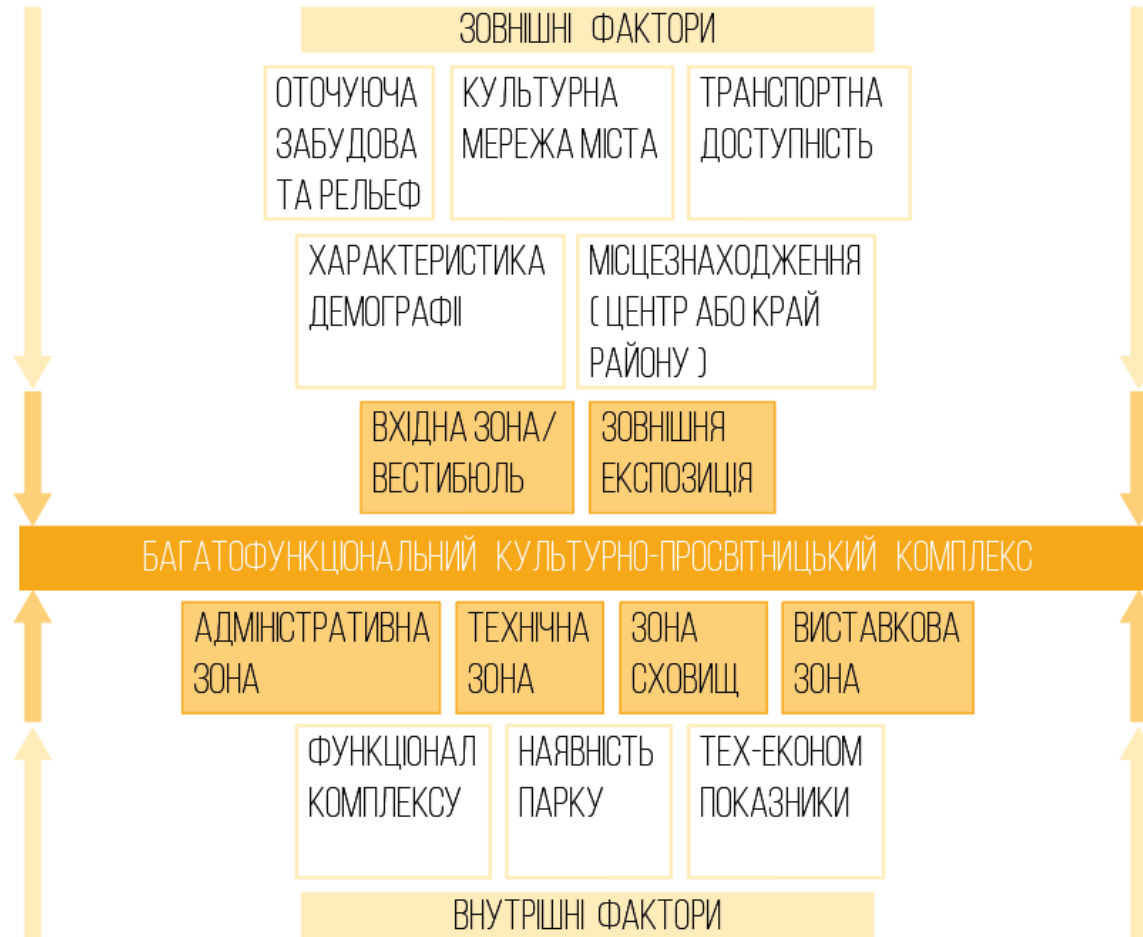 ЗОВНІШНІ ФАКТОРИ
ОТОЧУЮЧА
ЗАБУДОВА
ТА РЕЛЬЕФ
КУЛЬТУРНА
МЕРЕЖА МІСТА
ТРАНСПОРТНА
ДОСТУПНІСТЬ
ХАРАКТЕРИСТИКА
ДЕМОГРАФІІ
МІСЦЕЗНАХОДЖЕННЯ
( ЦЕНТР АБО КРАЙ
РАЙОНУ )
ВХІДНА ЗОНА/
ВЕСТИБЮЛЬ
ЗОВНІШНЯ
ЕКСПОЗИЦІЯ
БАГАТОФУНКЦІОНАЛЬНИЙ КУЛЬТУРНО-ПРОСВІТНИЦЬКИЙ КОМПЛЕКС
АДМІНІСТРАТИВНА
ЗОНА
ТЕХНІЧНА
ЗОНА
ЗОНА
СХОВИЩ
ВИСТАВКОВА
ЗОНА
ФУНКЦІОНАЛ
КОМПЛЕКСУ
НАЯВНІСТЬ
ПАРКУ
ТЕХ-ЕКОНОМ
ПОКАЗНИКИ
ВНУТРІШНІ ФАКТОРИ